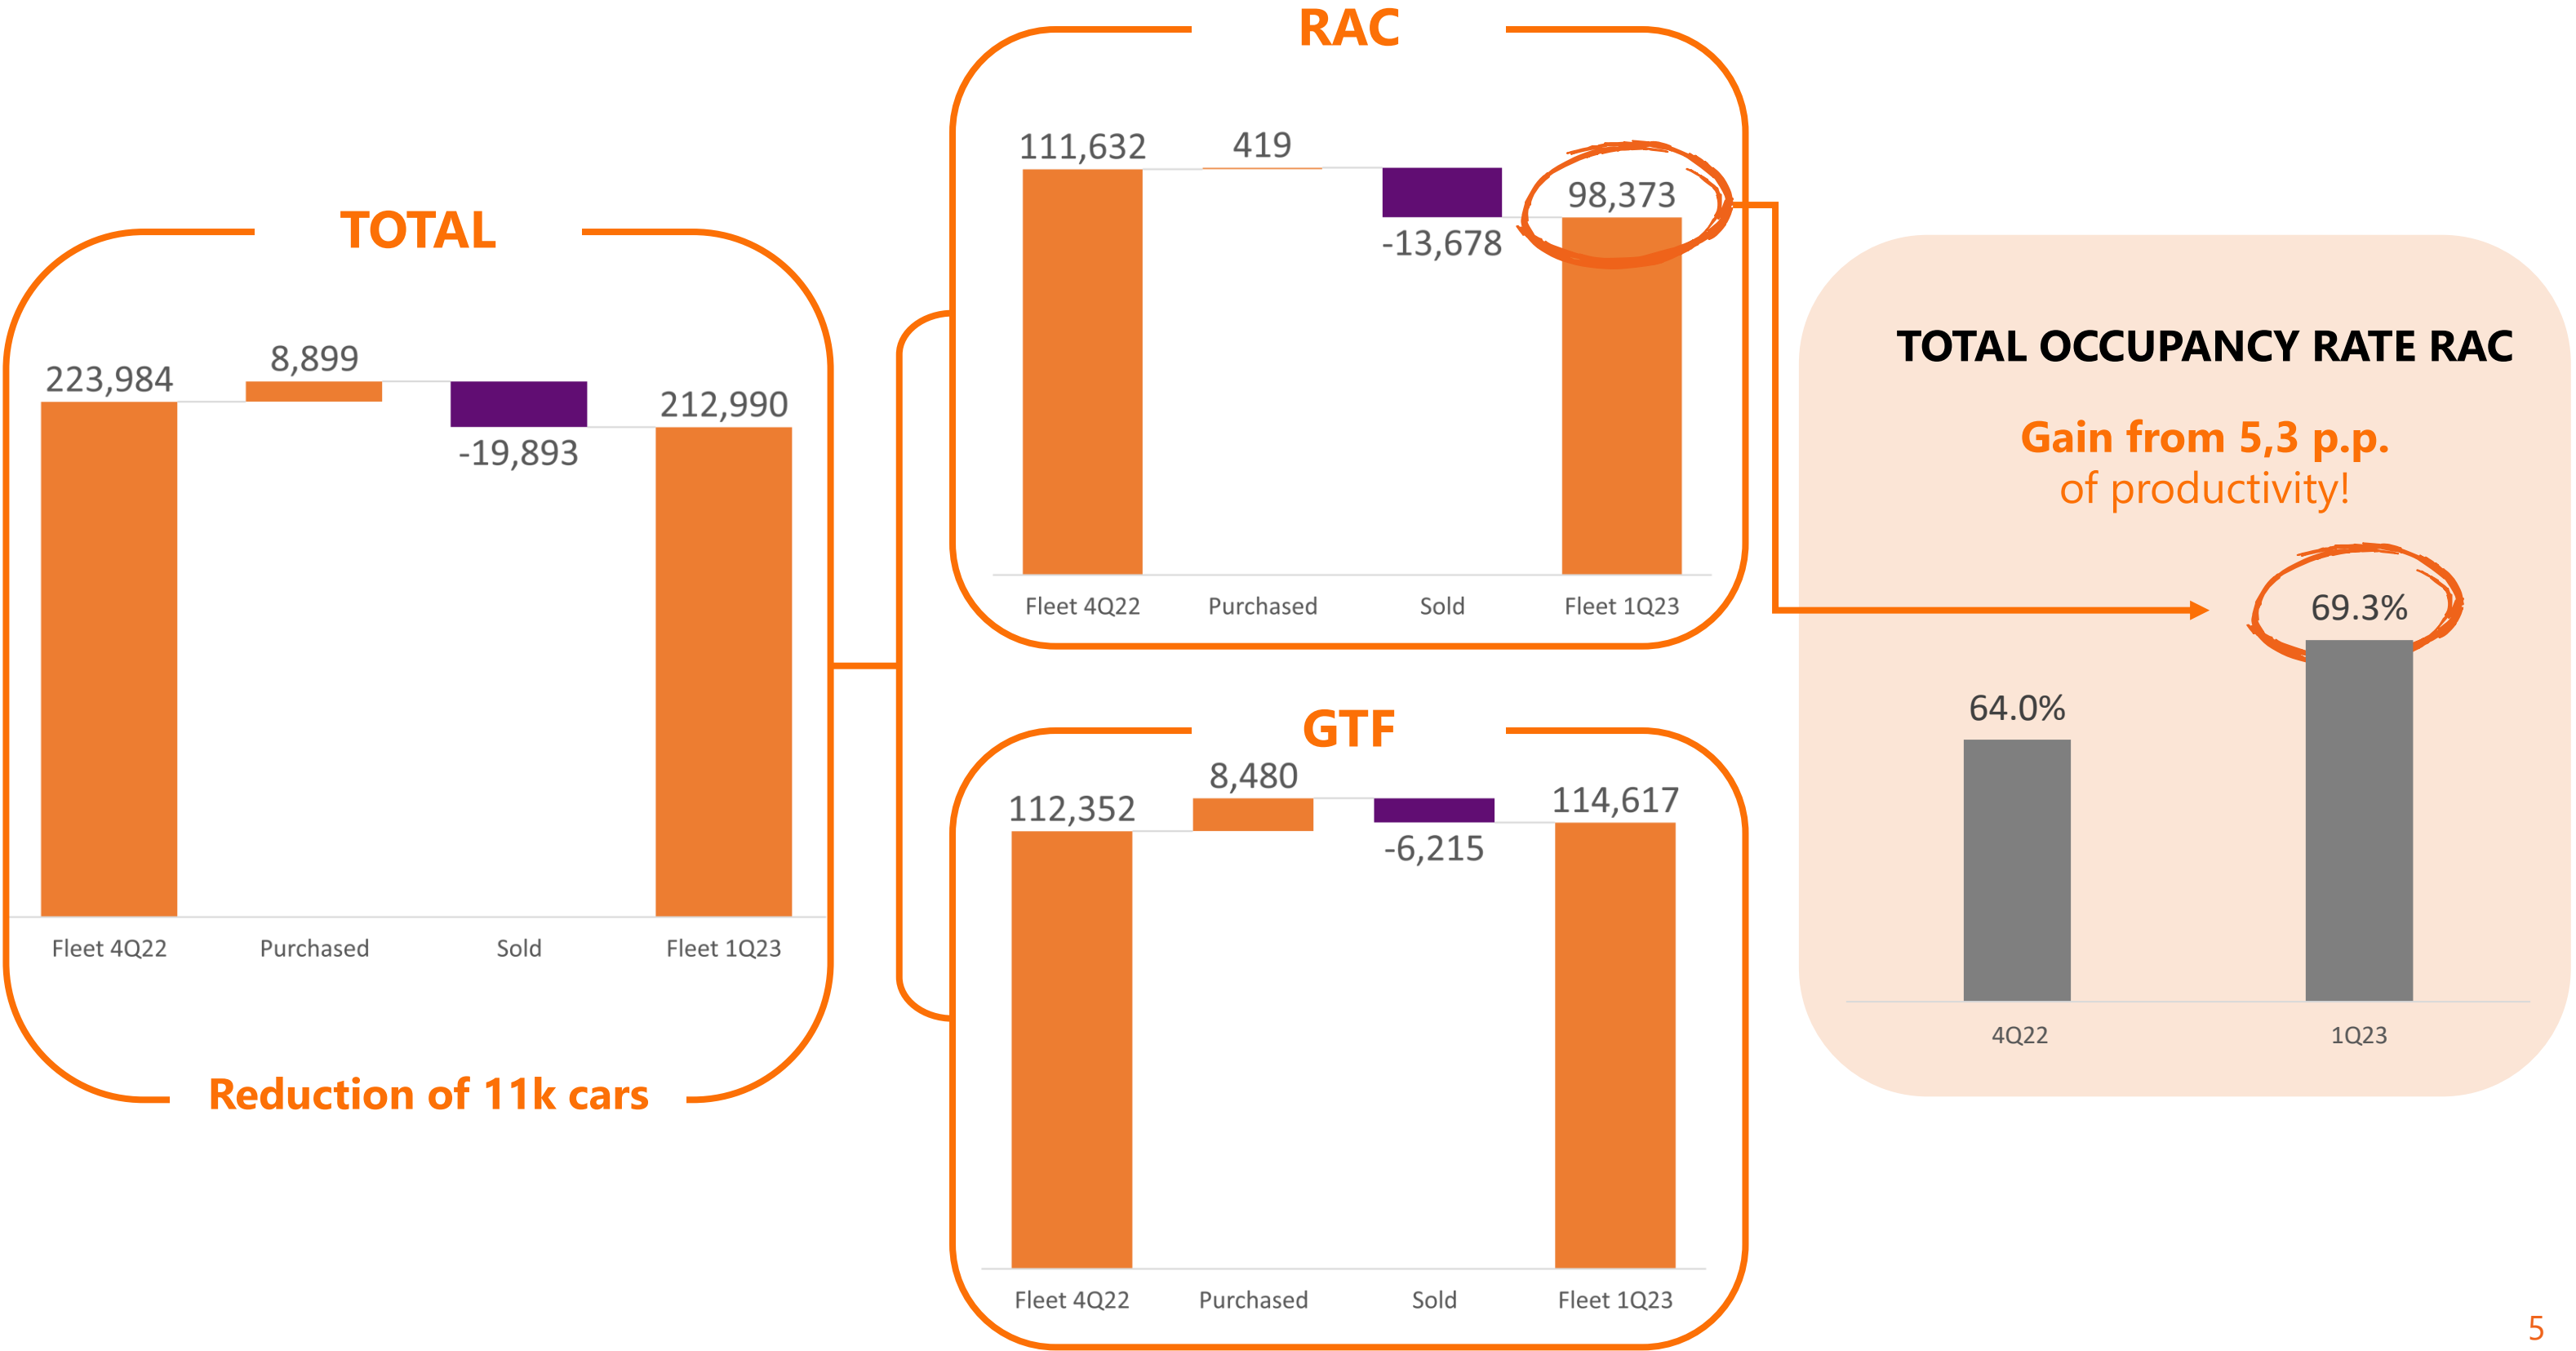 TOTAL
223,984
8,899
-19,893
212,990
Fleet 4Q22
Purchased
Sold
Fleet 1Q23
Reduction of 11k cars
RAC
111,632
419
-13,678
98,373
Fleet 4Q22
Purchased
Sold
Fleet 1Q23
GTF
112,352
8,480
-6,215
114,617
Fleet 4Q22
Purchased
Sold
Fleet 1Q23
TOTAL OCCUPANCY RATE RAC
Gain from 5,3 p.p.
of productivity!
64.0%
69.3%
4Q22
1Q23
5